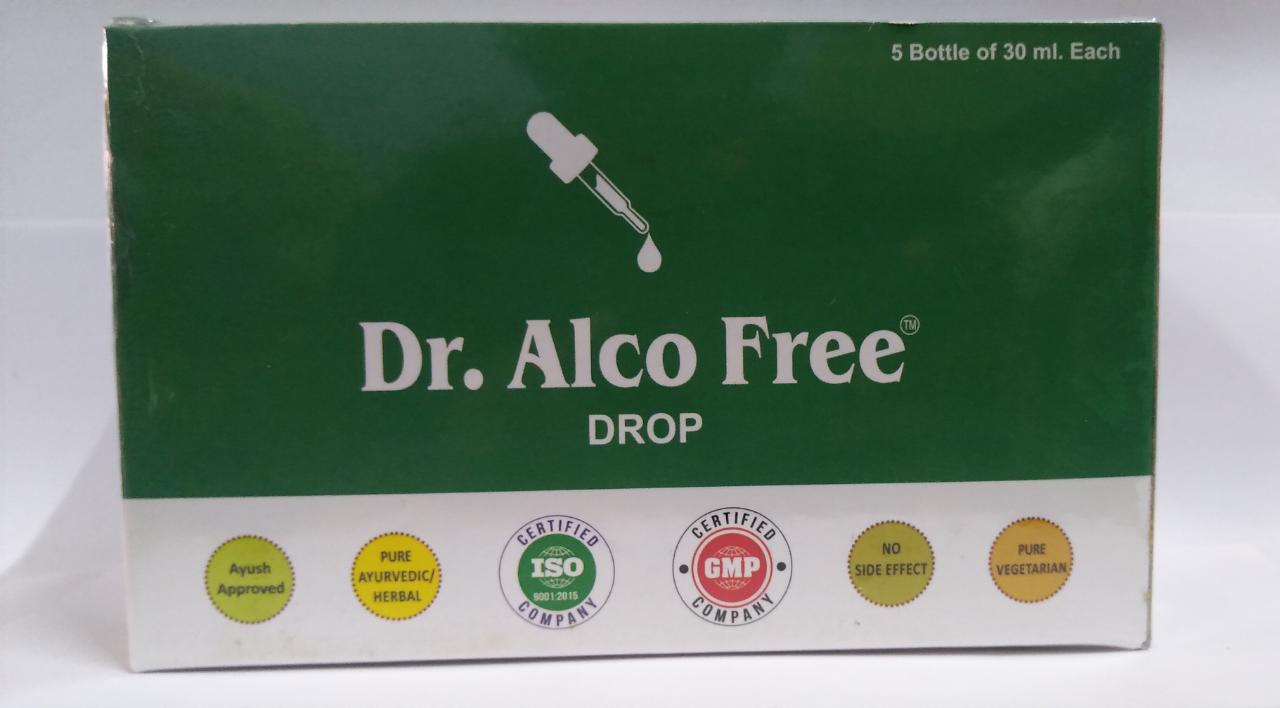 5 Bottle of 30 ml. Each
Dr. Alco Free™
DROP
Ayush
Approved
PURE
AYURVEDIC/
HERBAL
CERTIFIED
ISO
9001:2015
COMPANY
CERTIFIED
GMP
COMPANY
NO
SIDE EFFECT
PURE
VEGETARIAN